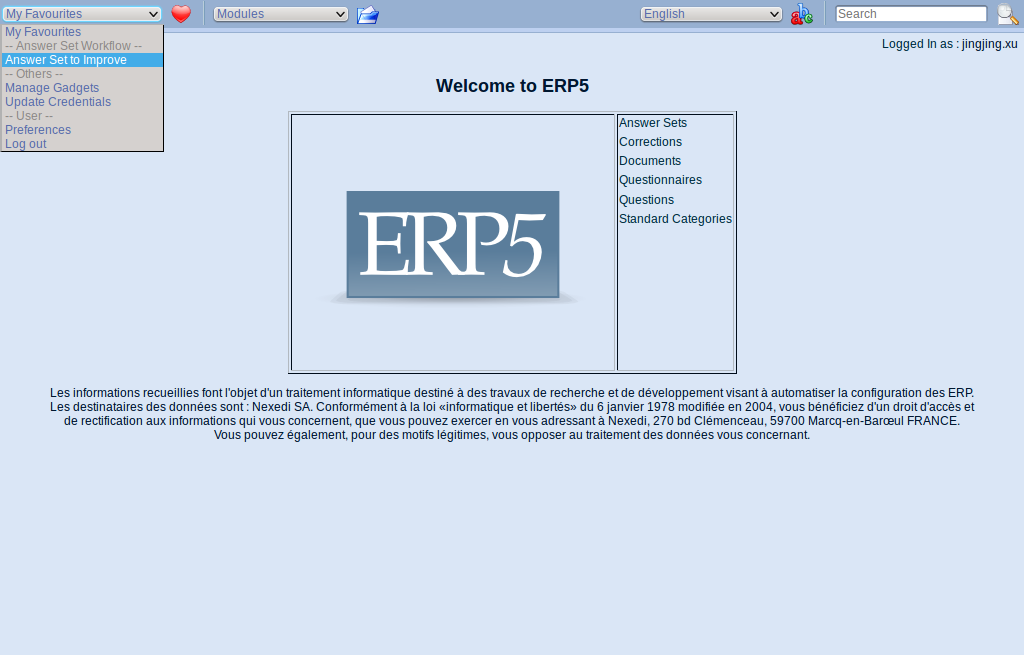 My Favourites
Modules
English
Search
My Favourites
-- Answer Set Workflow --
Answer Set to Improve
-- Others --
Manage Gadgets
Update Credentials
-- User --
Preferences
Log out
Logged In as : jingjing.xu
Welcome to ERP5
ERP5
Answer Sets
Corrections
Documents
Questionnaires
Questions
Standard Categories
Les informations recueillies font l'objet d'un traitement informatique destiné à des travaux de recherche et de développement visant à automatiser la configuration des ERP.
Les destinataires des données sont : Nexedi SA. Conformément à la loi «informatique et libertés» du 6 janvier 1978 modifiée en 2004, vous bénéficiez d'un droit d'accès et
de rectification aux informations qui vous concernent, que vous pouvez exercer en vous adressant à Nexedi, 270 bd Clémenceau, 59700 Marcq-en-Barœul FRANCE.
Vous pouvez également, pour des motifs légitimes, vous opposer au traitement des données vous concernant.